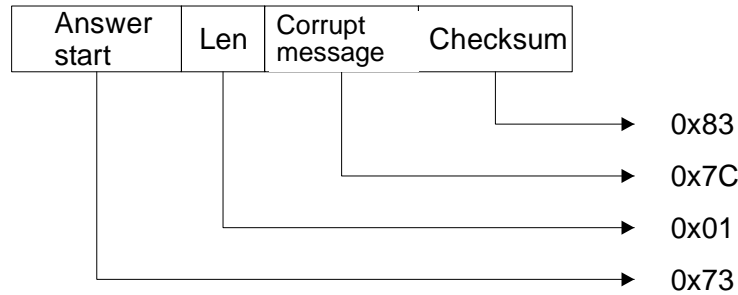 Answer
start
Len
Corrupt
message
Checksum
0x83
0x7C
0x01
0x73